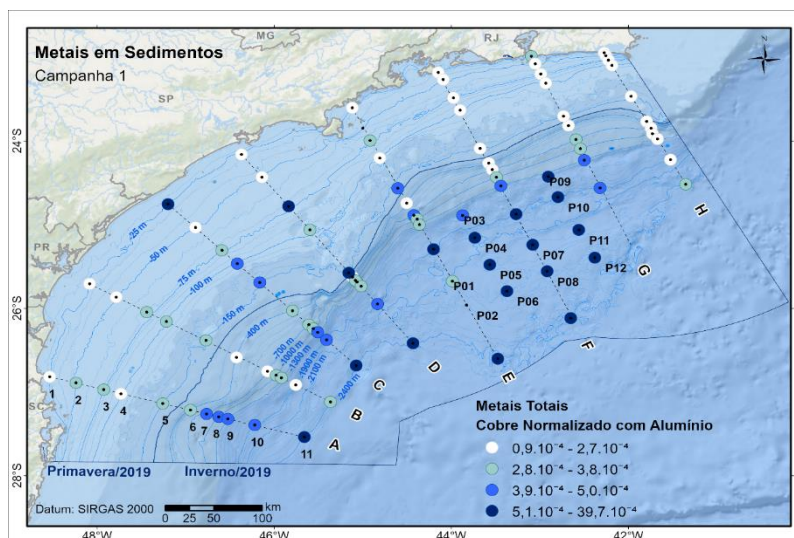 Metais em Sedimentos
Campanha 1
MG
RJ
SP
PR
SC
Z
24°S
26°S
28°S
-25 m
-50 m
-75 m
-100 m
-150 m
-400 m
-700 m
-1000 m
-1300 m
-1900 m
-2100 m
-2400 m
P09
P10
P03
P04
P11
P07
P12
P05
P08
P01
P06
P02
H
G
F
E
D
C
B
A
1
2
3
4
5
6
7
8
9
10
11
Primavera/2019
Inverno/2019
Metais Totais
Cobre Normalizado com Alumínio
0,9.10⁻⁴ - 2,7.10⁻⁴
2,8.10⁻⁴ - 3,8.10⁻⁴
3,9.10⁻⁴ - 5,0.10⁻⁴
5,1.10⁻⁴ - 39,7.10⁻⁴
Datum: SIRGAS 2000
km
0 25 50 100
48°W
46°W
44°W
42°W